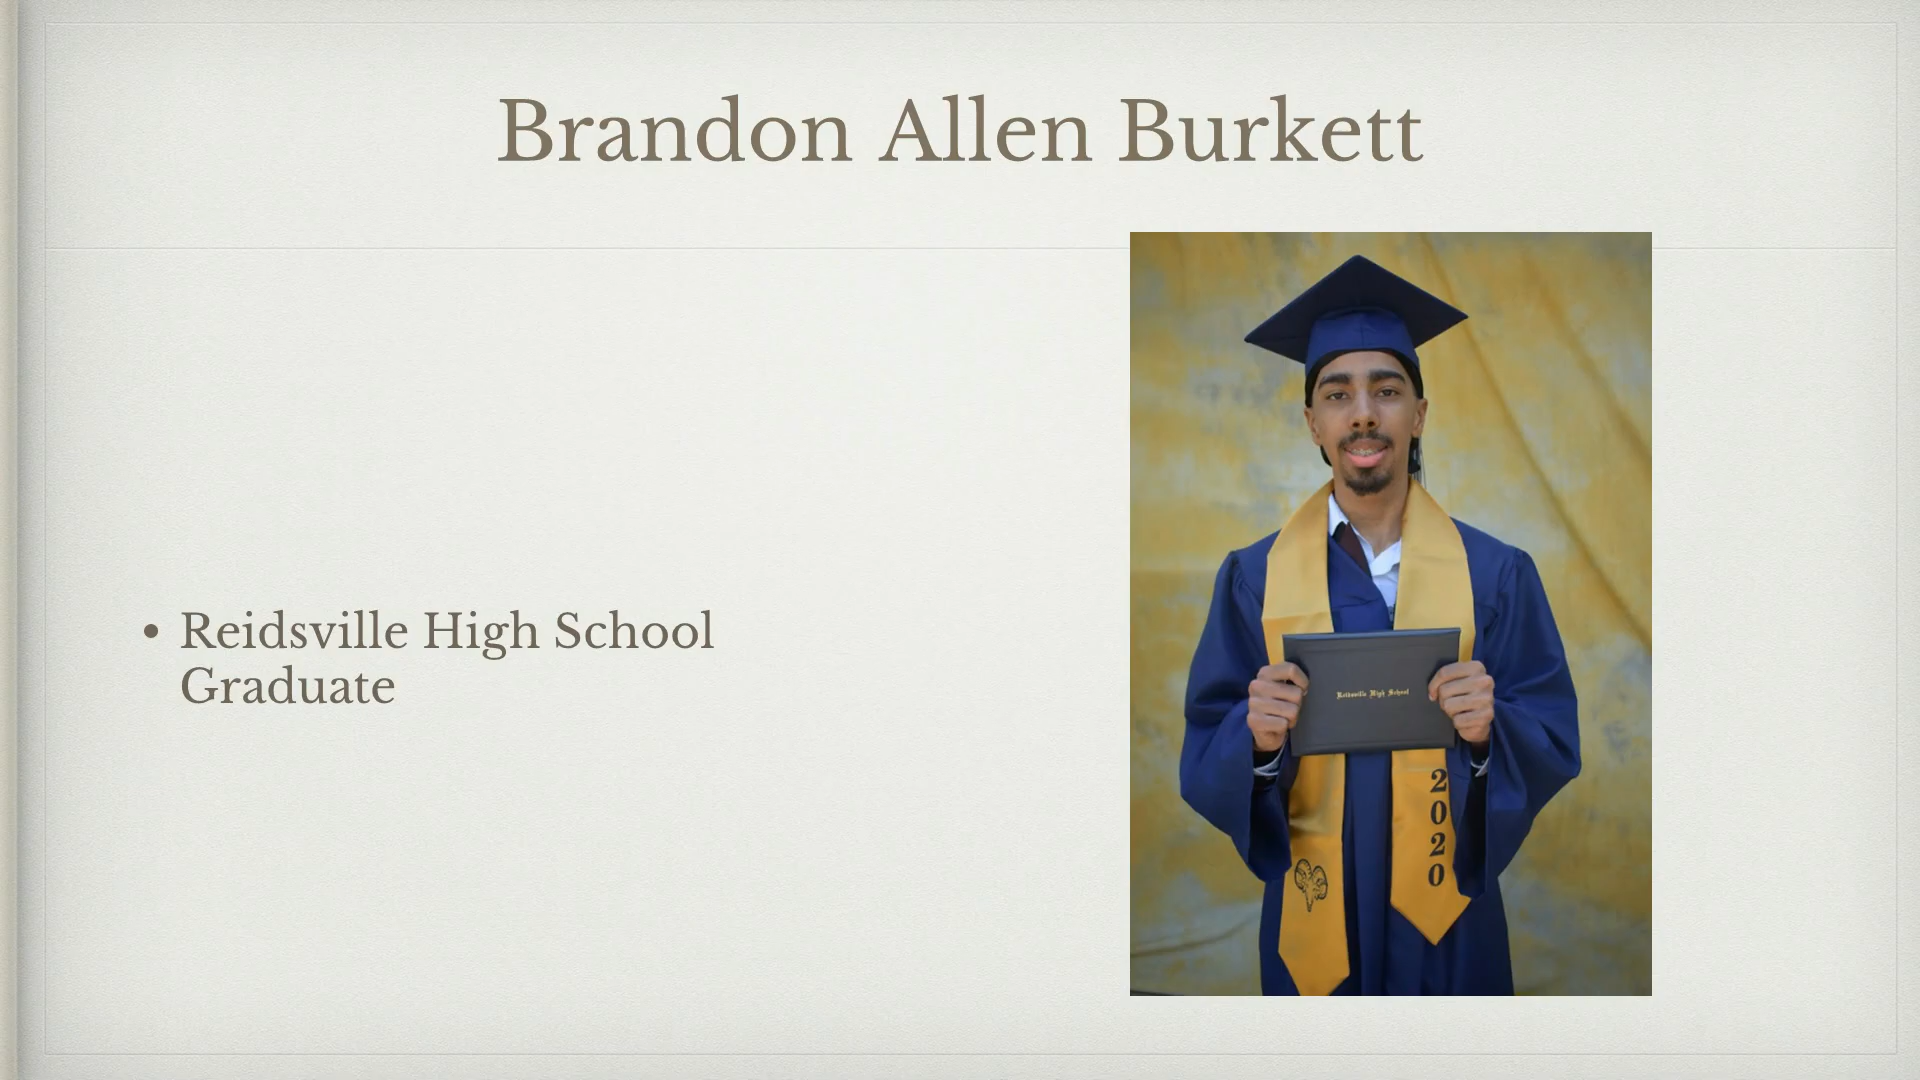 Brandon Allen Burkett
• Reidsville High School
Graduate
Reidsville High School
2020